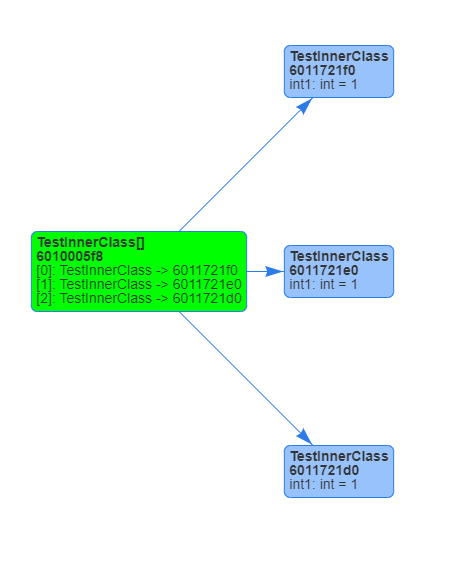 TestInnerClass
6011721f0
int1: int = 1
TestInnerClass[]
6010005f8
[0]: TestInnerClass -> 6011721f0
[1]: TestInnerClass -> 6011721e0
[2]: TestInnerClass -> 6011721d0
TestInnerClass
6011721e0
int1: int = 1
TestInnerClass
6011721d0
int1: int = 1